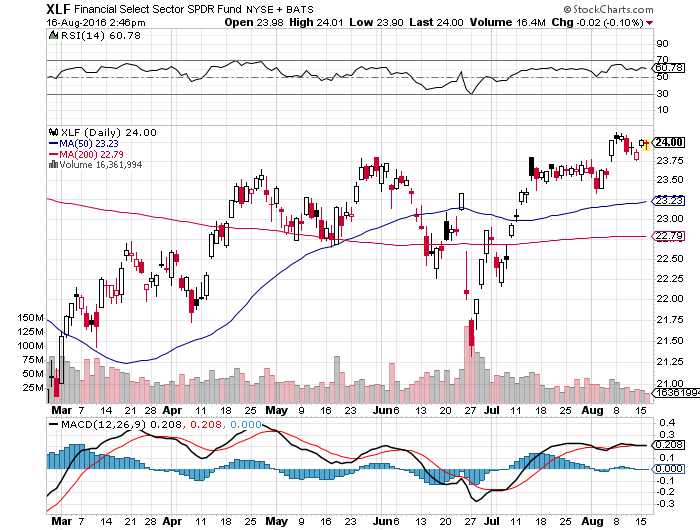 XLF Financial Select Sector SPDR Fund NYSE + BATS © StockCharts.com
16-Aug-2016 2:46pm Open 23.98 High 24.01 Low 23.90 Last 24.00 Volume 16.4M Chg -0.02 (-0.10%)
RSI(14) 60.78
90
70
60.78
50
30
10
XLF (Daily) 24.00
MA(50) 23.23
MA(200) 22.79
Volume 16,361,994
24.00
23.75
23.50
23.23
22.79
22.50
22.25
22.00
150M 21.75
125M
100M 21.50
75M 21.25
50M
25M 21.00
16361994
Mar 7 14 21 28 Apr 11 18 25 May 9 16 23 Jun 6 13 20 27 Jul 11 18 25 Aug 8 15
MACD(12,26,9) 0.208, 0.208, 0.000
0.4
0.3
0.208
0.1
0.000
-0.1
-0.2
-0.3
Mar 7 14 21 28 Apr 11 18 25 May 9 16 23 Jun 6 13 20 27 Jul 11 18 25 Aug 8 15